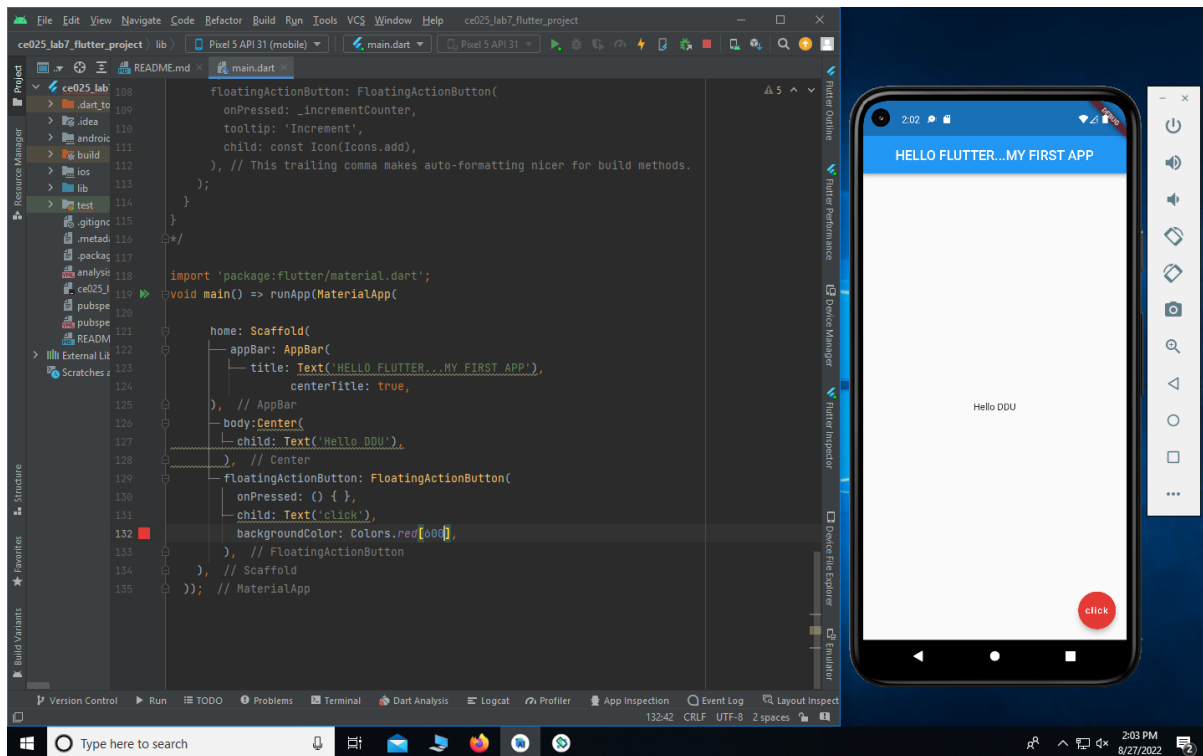 File Edit View Navigate Code Refactor Build Run Tools VCS Window Help ce025_lab7_flutter_project
ce025_lab7_flutter_project lib Pixel 5 API 31 (mobile) main.dart Pixel 5 API 31
README.md main.dart
Project
Resource Manager
Structure
Favorites
Build Variants
ce025_lab
.dart_to
.idea
android
build
ios
lib
test
.gitigno
.metada
.packag
analysis
ce025_l
pubspe
pubspe
READM
External Lib
Scratches a
5
108 floatingActionButton: FloatingActionButton(
109 onPressed: _incrementCounter,
110 tooltip: 'Increment',
111 child: const Icon(Icons.add),
112 ), // This trailing comma makes auto-formatting nicer for build methods.
113 );
114 }
115 }
116 */
117
118 import 'package:flutter/material.dart';
119 void main() => runApp(MaterialApp(
120
121 home: Scaffold(
122 appBar: AppBar(
123 title: Text('HELLO FLUTTER...MY FIRST APP'),
124 centerTitle: true,
125 ), // AppBar
126 body:Center(
127 child: Text('Hello DDU'),
128 ), // Center
129 floatingActionButton: FloatingActionButton(
130 onPressed: () { },
131 child: Text('click'),
132 backgroundColor: Colors.red[600],
133 ), // FloatingActionButton
134 ), // Scaffold
135 )); // MaterialApp
Flutter Outline
Flutter Performance
Device Manager
Flutter Inspector
Device File Explorer
Emulator
Version Control Run TODO Problems Terminal Dart Analysis Logcat Profiler App Inspection Event Log Layout Inspect
132:42 CRLF UTF-8 2 spaces
2:02
DEBUG
HELLO FLUTTER...MY FIRST APP
Hello DDU
click
Type here to search
2:03 PM
8/27/2022
2